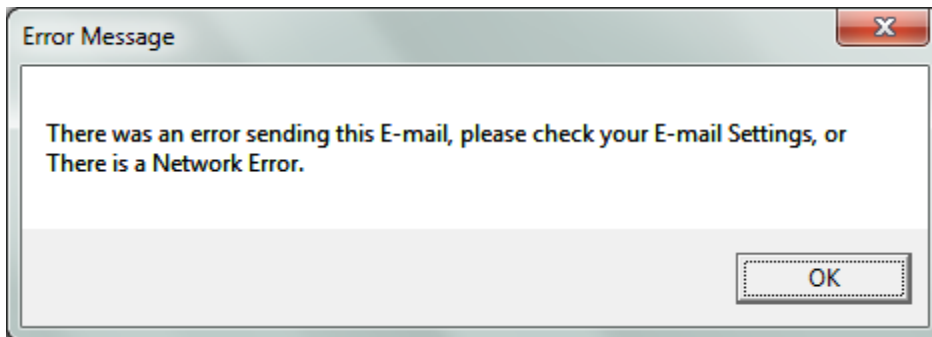 Error Message
There was an error sending this E-mail, please check your E-mail Settings, or
There is a Network Error.
OK